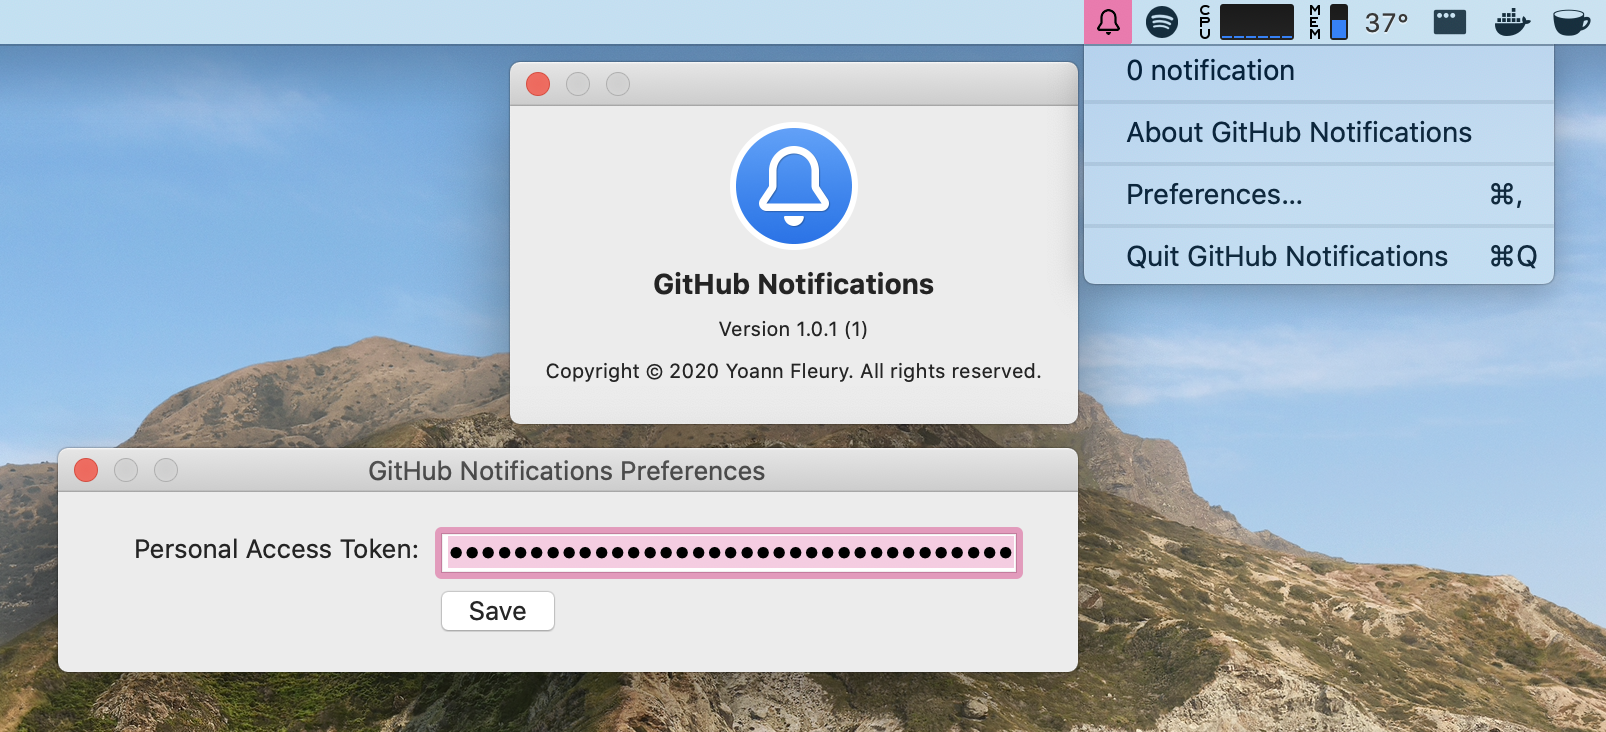 CPU
MEM
37°
0 notification
About GitHub Notifications
Preferences... ⌘,
Quit GitHub Notifications ⌘Q
GitHub Notifications
Version 1.0.1 (1)
Copyright © 2020 Yoann Fleury. All rights reserved.
GitHub Notifications Preferences
Personal Access Token: •••••••••••••••••••••••••••••••••••
Save